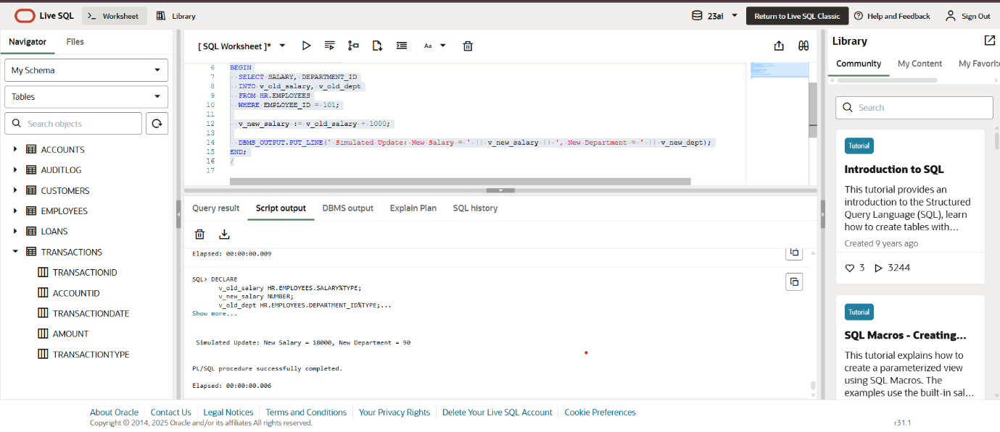 Live SQL
Worksheet
Library
23ai
Return to Live SQL Classic
Help and Feedback
Sign Out
Navigator
Files
My Schema
Tables
Search objects
ACCOUNTS
AUDITLOG
CUSTOMERS
EMPLOYEES
LOANS
TRANSACTIONS
TRANSACTIONID
ACCOUNTID
TRANSACTIONDATE
AMOUNT
TRANSACTIONTYPE
[ SQL Worksheet ]*
Aa
6 BEGIN
7 SELECT SALARY, DEPARTMENT_ID
8 INTO v_old_salary, v_old_dept
9 FROM HR.EMPLOYEES
10 WHERE EMPLOYEE_ID = 101;
11
12 v_new_salary := v_old_salary + 1000;
13
14 DBMS_OUTPUT.PUT_LINE(' Simulated Update: New Salary = ' || v_new_salary || ', New Department = ' || v_new_dept);
15 END;
16 /
17
Query result
Script output
DBMS output
Explain Plan
SQL history
Elapsed: 00:00:00.009
SQL> DECLARE
v_old_salary HR.EMPLOYEES.SALARY%TYPE;
v_new_salary NUMBER;
v_old_dept HR.EMPLOYEES.DEPARTMENT_ID%TYPE;...
Show more...
Simulated Update: New Salary = 18000, New Department = 90
PL/SQL procedure successfully completed.
Elapsed: 00:00:00.006
Library
Community
My Content
My Favorit
Search
Tutorial
Introduction to SQL
This tutorial provides an
introduction to the Structured
Query Language (SQL), learn
how to create tables with...
Created 9 years ago
3
3244
Tutorial
SQL Macros - Creating...
This tutorial explains how to
create a parameterized view
using SQL Macros. The
examples use the built-in sal...
About Oracle
Contact Us
Legal Notices
Terms and Conditions
Your Privacy Rights
Delete Your Live SQL Account
Cookie Preferences
Copyright © 2014, 2025 Oracle and/or its affiliates All rights reserved.
r31.1